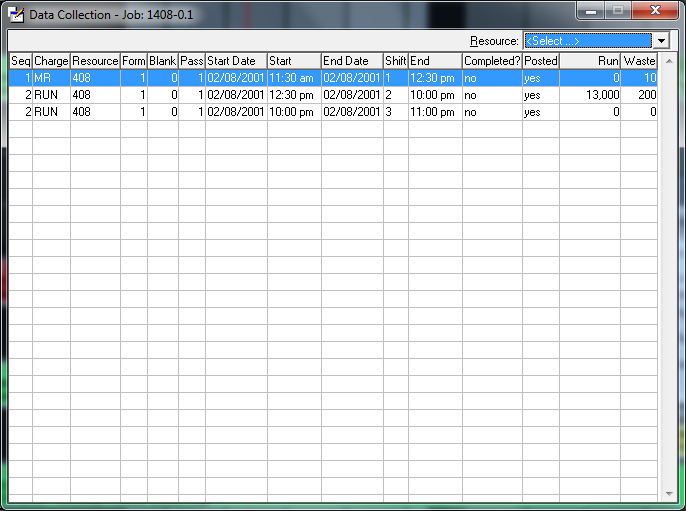 Data Collection - Job: 1408-0.1
Resource: <Select ...>
Seq Charge Resource Form Blank Pass Start Date Start End Date Shift End Completed? Posted Run Waste
1 MR 408 1 0 1 02/08/2001 11:30 am 02/08/2001 1 12:30 pm no yes 0 10
2 RUN 408 1 0 1 02/08/2001 12:30 pm 02/08/2001 2 10:00 pm no yes 13,000 200
2 RUN 408 1 0 1 02/08/2001 10:00 pm 02/08/2001 3 11:00 pm no yes 0 0